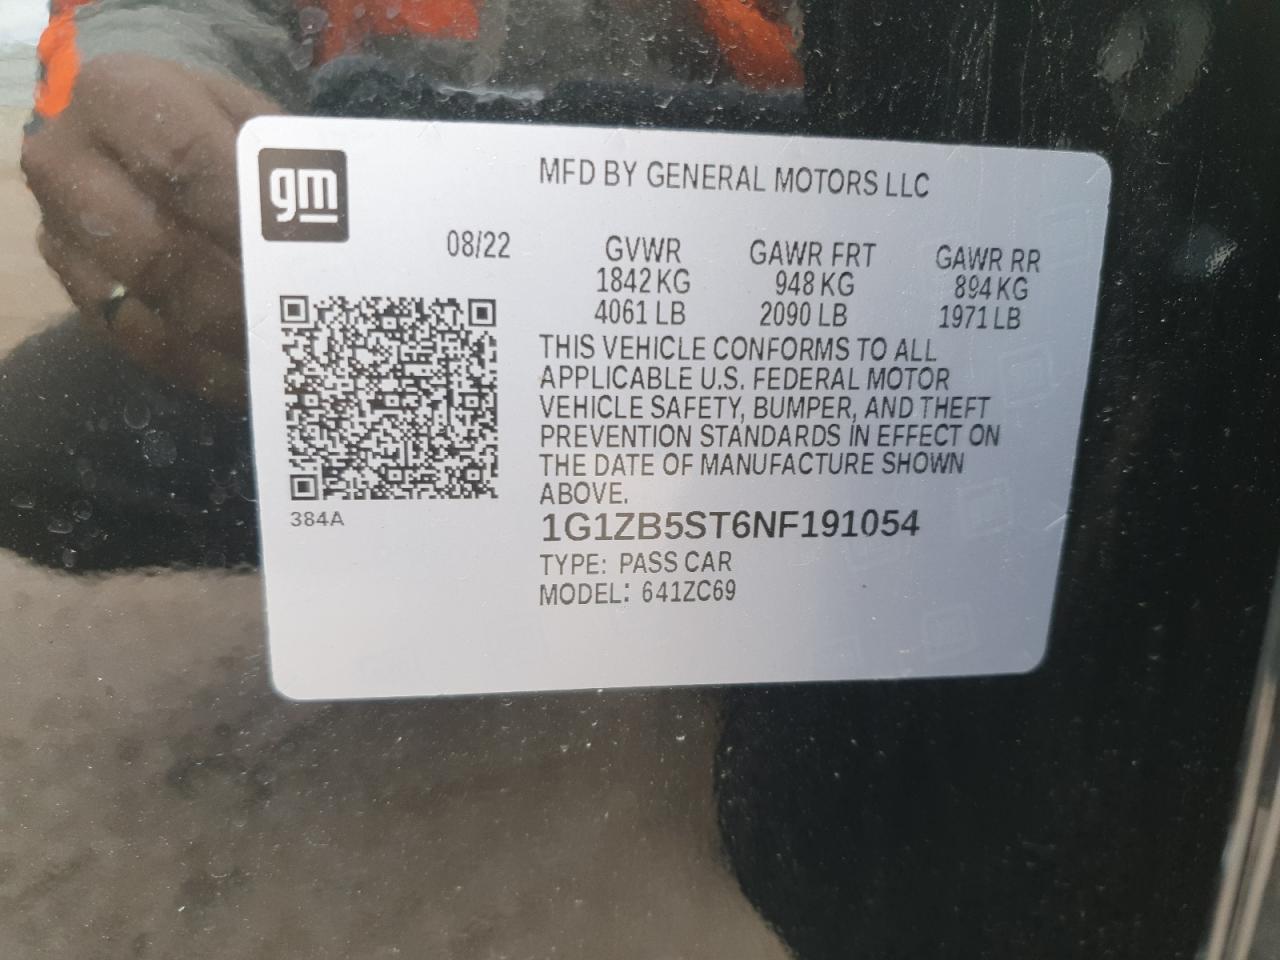 gm
MFD BY GENERAL MOTORS LLC
08/22 GVWR GAWR FRT GAWR RR
1842 KG 948 KG 894 KG
4061 LB 2090 LB 1971 LB
THIS VEHICLE CONFORMS TO ALL
APPLICABLE U.S. FEDERAL MOTOR
VEHICLE SAFETY, BUMPER, AND THEFT
PREVENTION STANDARDS IN EFFECT ON
THE DATE OF MANUFACTURE SHOWN
ABOVE.
384A
1G1ZB5ST6NF191054
TYPE: PASS CAR
MODEL: 641ZC69